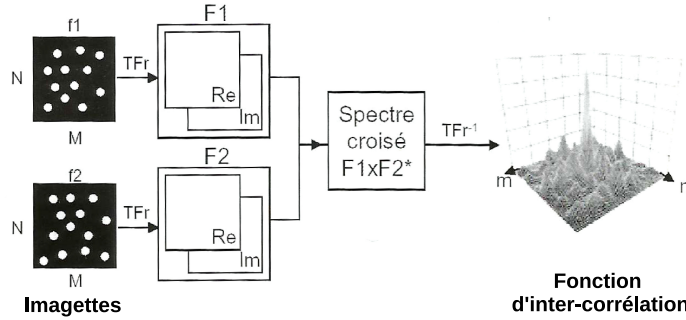 f1
N
M
TFr
F1
Re
Im
f2
N
M
TFr
F2
Re
Im
Spectre
croisé
F1xF2*
TFr-1
m
n
Imagettes
Fonction
d'inter-corrélation